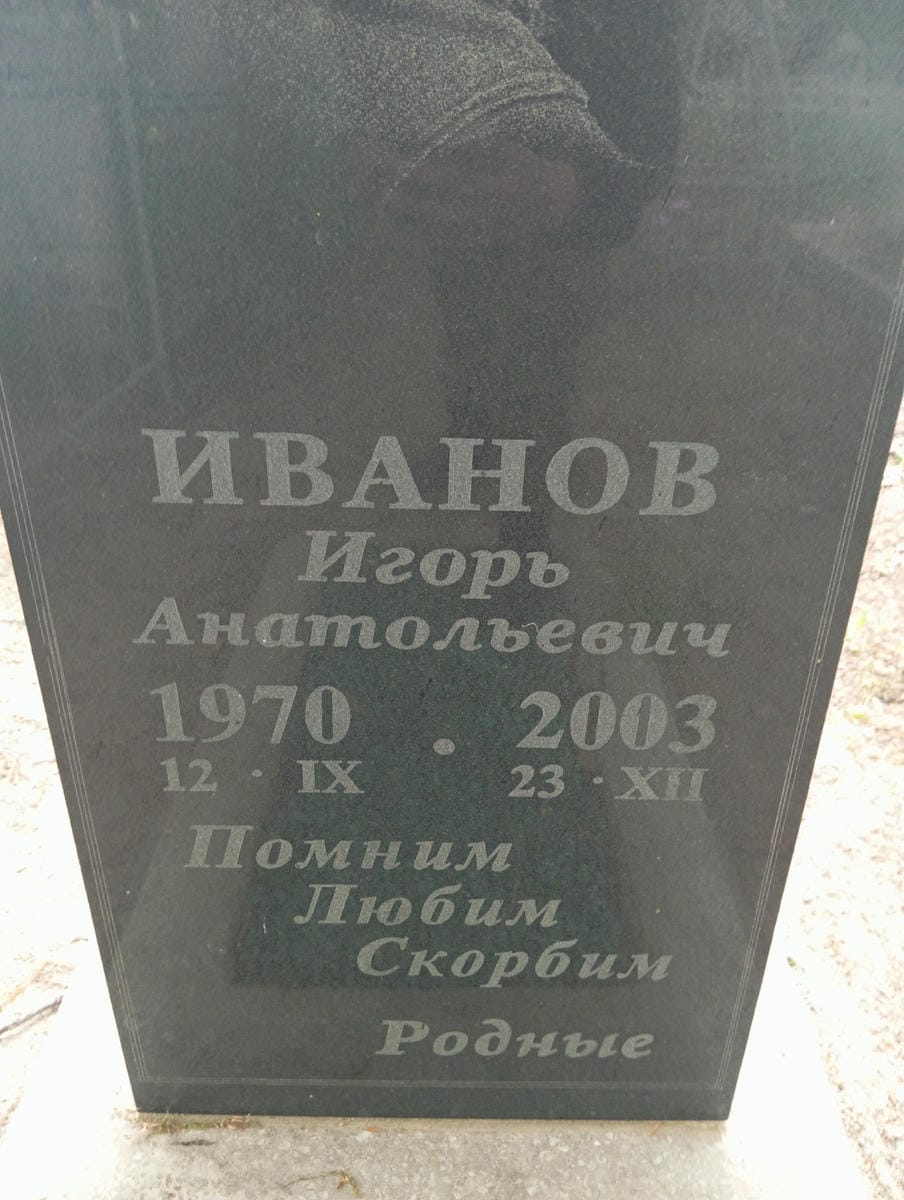 ИВАНОВ
Игорь
Анатольевич
1970 • 2003
12 · IX 23 · XII
Помним
Любим
Скорбим
Родные